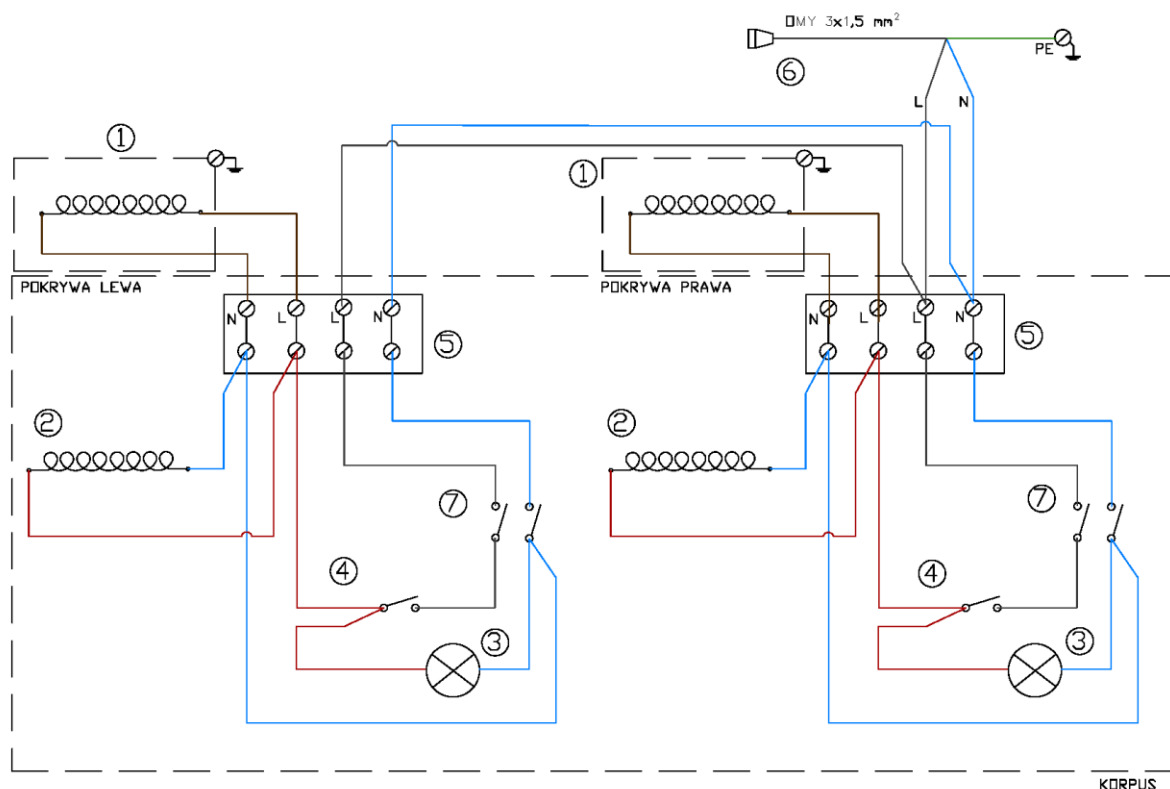 OMY 3x1,5 mm²
PE
⑥
L N
①
①
POKRYWA LEWA
POKRYWA PRAWA
N L L N
N L L N
⑤
⑤
②
②
⑦
⑦
④
④
③
③
KORPUS